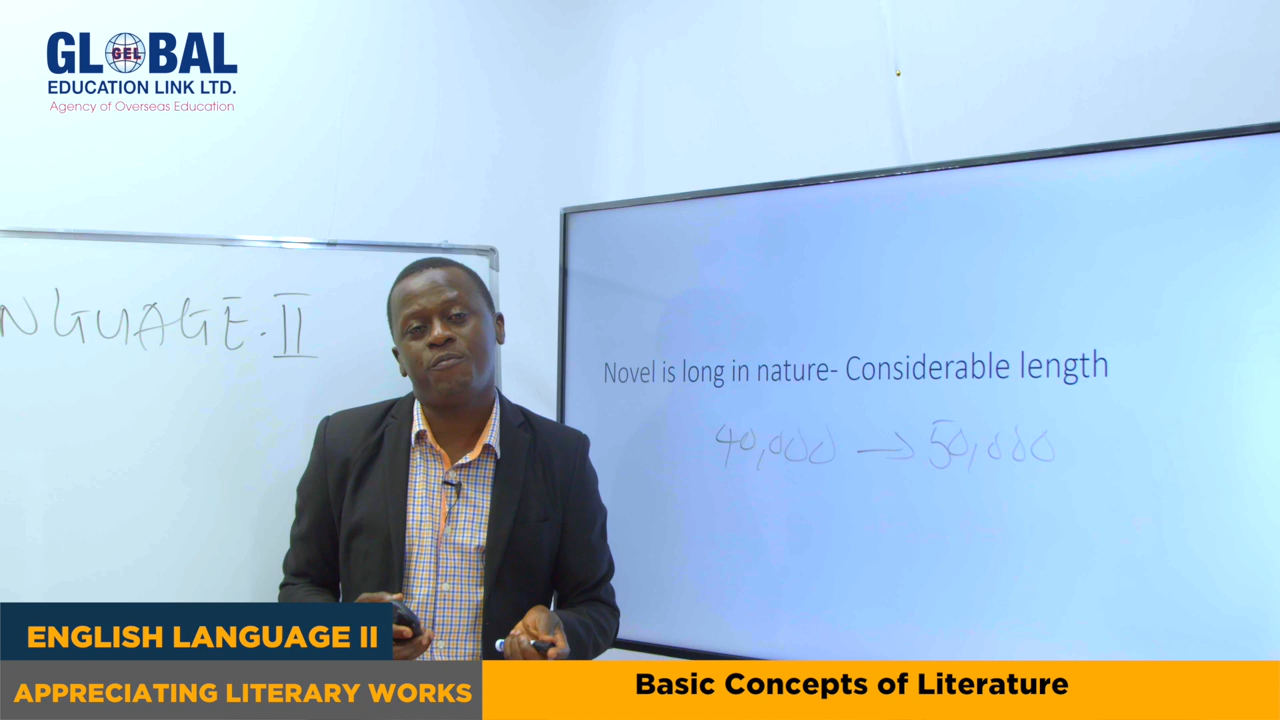 GLOBAL
GEL
EDUCATION LINK LTD.
Agency of Overseas Education
NGUAGE. II
Novel is long in nature- Considerable length
40,000 → 50,000
ENGLISH LANGUAGE II
APPRECIATING LITERARY WORKS
Basic Concepts of Literature